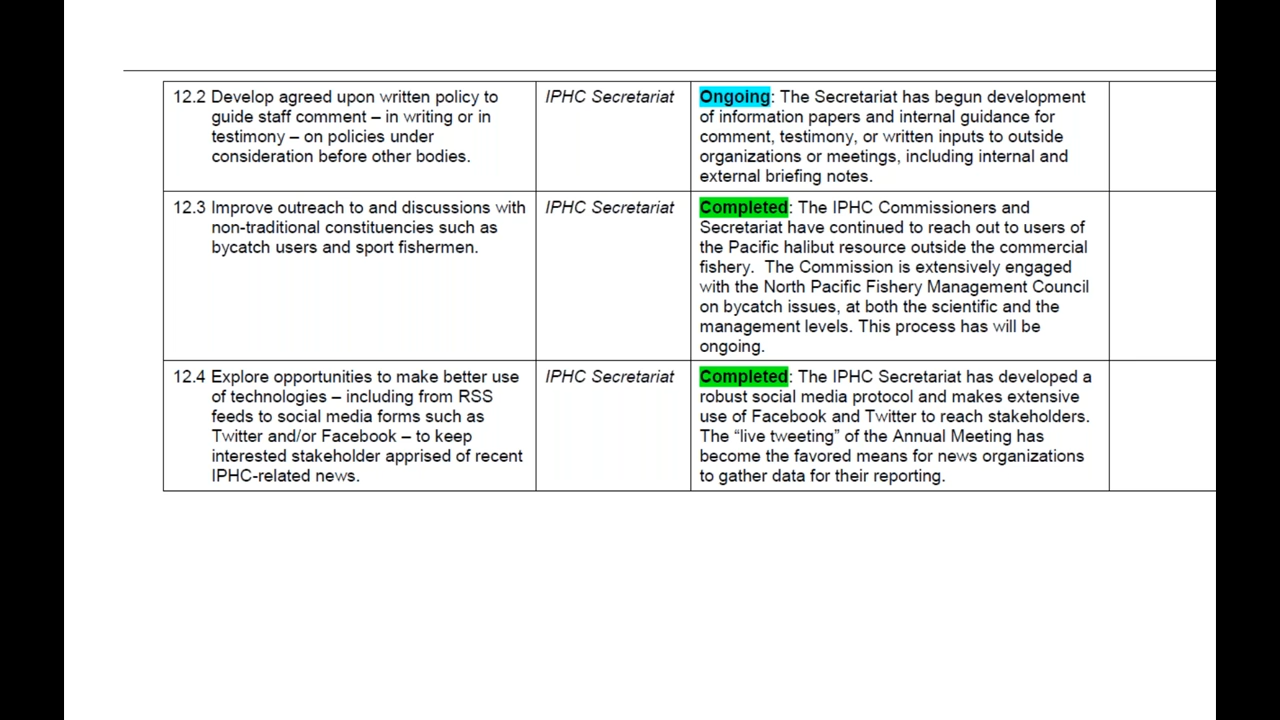 12.2 Develop agreed upon written policy to
guide staff comment – in writing or in
testimony – on policies under
consideration before other bodies.
IPHC Secretariat
Ongoing: The Secretariat has begun development
of information papers and internal guidance for
comment, testimony, or written inputs to outside
organizations or meetings, including internal and
external briefing notes.
12.3 Improve outreach to and discussions with
non-traditional constituencies such as
bycatch users and sport fishermen.
IPHC Secretariat
Completed: The IPHC Commissioners and
Secretariat have continued to reach out to users of
the Pacific halibut resource outside the commercial
fishery. The Commission is extensively engaged
with the North Pacific Fishery Management Council
on bycatch issues, at both the scientific and the
management levels. This process has will be
ongoing.
12.4 Explore opportunities to make better use
of technologies – including from RSS
feeds to social media forms such as
Twitter and/or Facebook – to keep
interested stakeholder apprised of recent
IPHC-related news.
IPHC Secretariat
Completed: The IPHC Secretariat has developed a
robust social media protocol and makes extensive
use of Facebook and Twitter to reach stakeholders.
The “live tweeting” of the Annual Meeting has
become the favored means for news organizations
to gather data for their reporting.